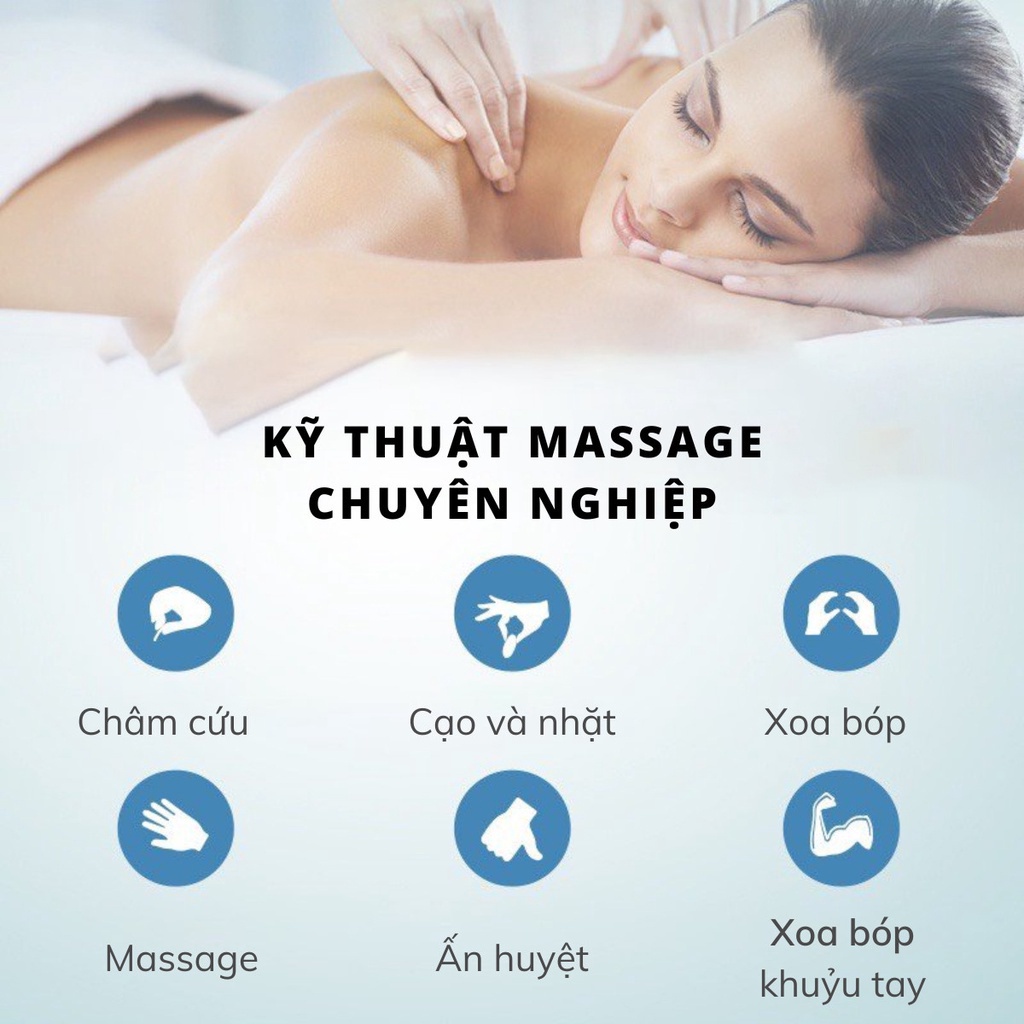 KỸ THUẬT MASSAGE
CHUYÊN NGHIỆP
Châm cứu
Cạo và nhặt
Xoa bóp
Massage
Ấn huyệt
Xoa bóp
khuỷu tay